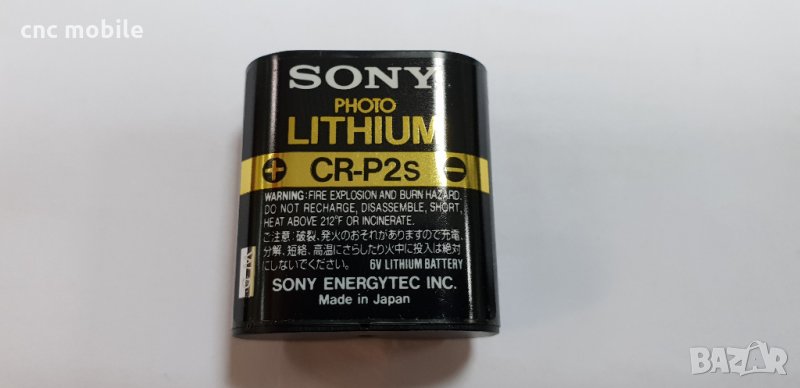 cnc mobile
SONY
PHOTO
LITHIUM
+ CR-P2S -
WARNING:FIRE EXPLOSION AND BURN HAZARD.
DO NOT RECHARGE, DISASSEMBLE, SHORT,
HEAT ABOVE 212°F OR INCINERATE.
ご注意:破裂、発火のおそれがありますので充電、
分解、短絡、高温にさらしたり火中に投入は絶対
にしないでください。 6V LITHIUM BATTERY
SONY ENERGYTEC INC.
Made in Japan
BAZAR